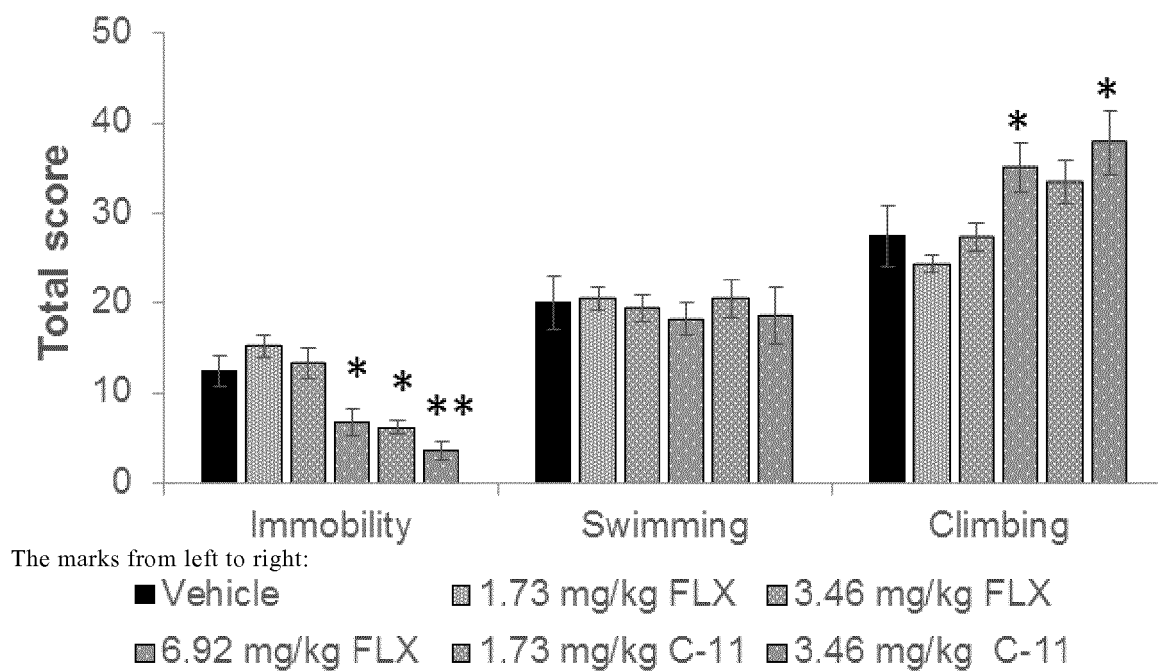 50
40
30
20
10
0
Total score
* * **
* *
Immobility Swimming Climbing
The marks from left to right:
Vehicle 1.73 mg/kg FLX 3.46 mg/kg FLX
6.92 mg/kg FLX 1.73 mg/kg C-11 3.46 mg/kg C-11